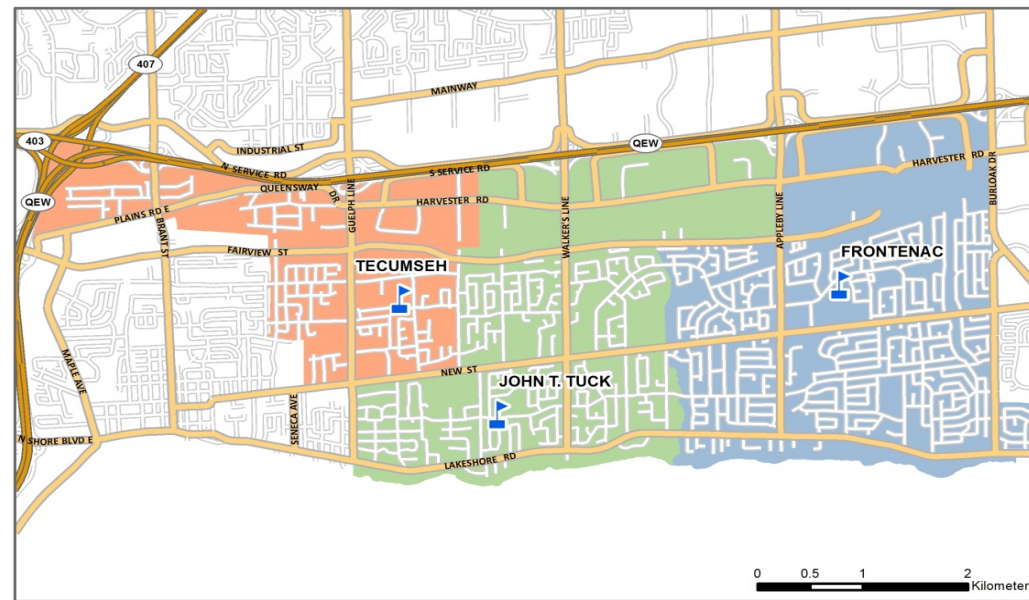 407
403
QEW
QEW
MAINWAY
INDUSTRIAL ST
N SERVICE RD
S SERVICE RD
QUEENSWAY
DR
HARVESTER RD
HARVESTER RD
PLAINS RD E
BRANT ST
GUELPH LINE
WALKER'S LINE
APPLEBY LINE
BURLOAK DR
FAIRVIEW ST
TECUMSEH
FRONTENAC
MAPLE AVE
NEW ST
JOHN T. TUCK
SENECA AVE
N SHORE BLVD E
LAKESHORE RD
0 0.5 1 2
Kilometer